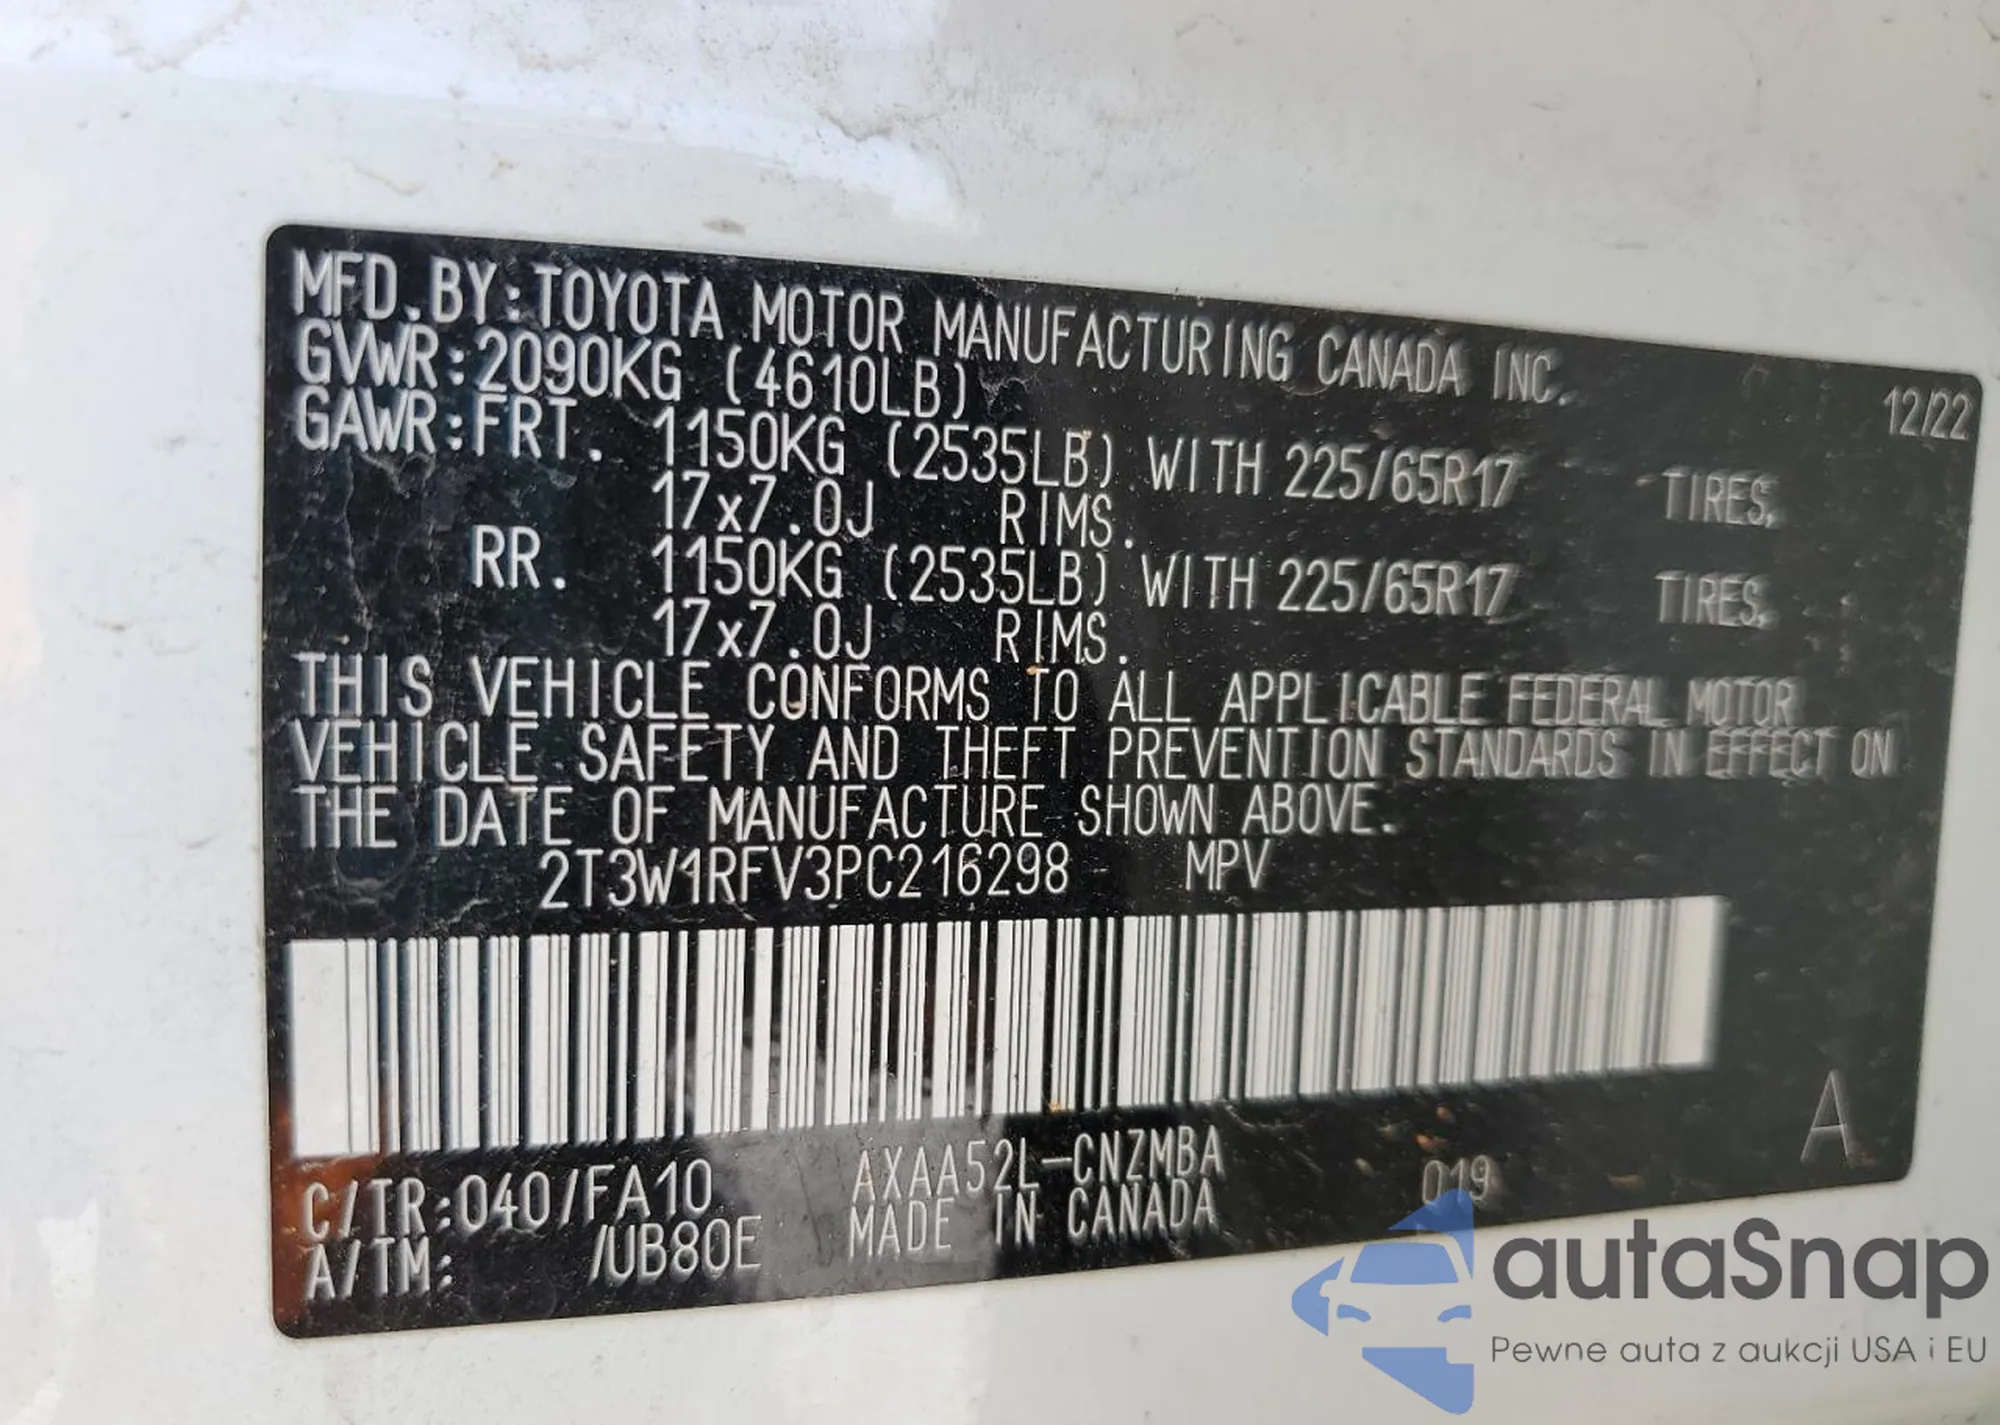 MFD.BY:TOYOTA MOTOR MANUFACTURING CANADA INC.
GVWR:2090KG (4610LB) 12/22
GAWR:FRT. 1150KG (2535LB) WITH 225/65R17 TIRES,
17x7.0J RIMS.
RR. 1150KG (2535LB) WITH 225/65R17 TIRES,
17x7.0J RIMS.
THIS VEHICLE CONFORMS TO ALL APPLICABLE FEDERAL MOTOR
VEHICLE SAFETY AND THEFT PREVENTION STANDARDS IN EFFECT ON
THE DATE OF MANUFACTURE SHOWN ABOVE.
2T3W1RFV3PC216298 MPV
A
C/TR:040/FA10 AXAA52L-CNZMBA 019
A/TM: /UB80E MADE IN CANADA
autaSnap
Pewne auta z aukcji USA i EU